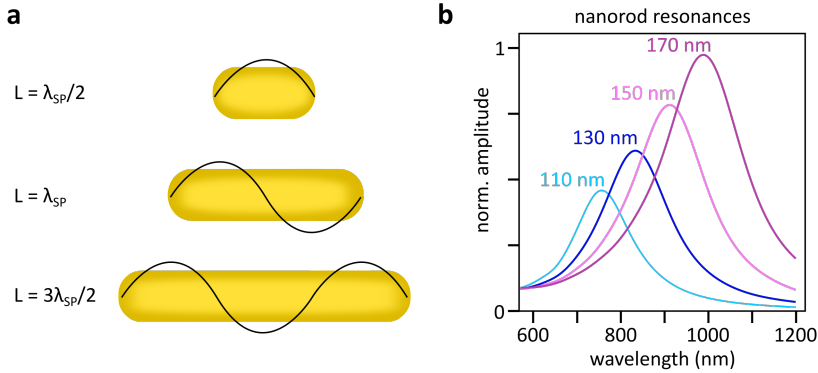 a
L = λSP/2
L = λSP
L = 3λSP/2
b
nanorod resonances
170 nm
150 nm
130 nm
110 nm
norm. amplitude
1
0
600 800 1000 1200
wavelength (nm)